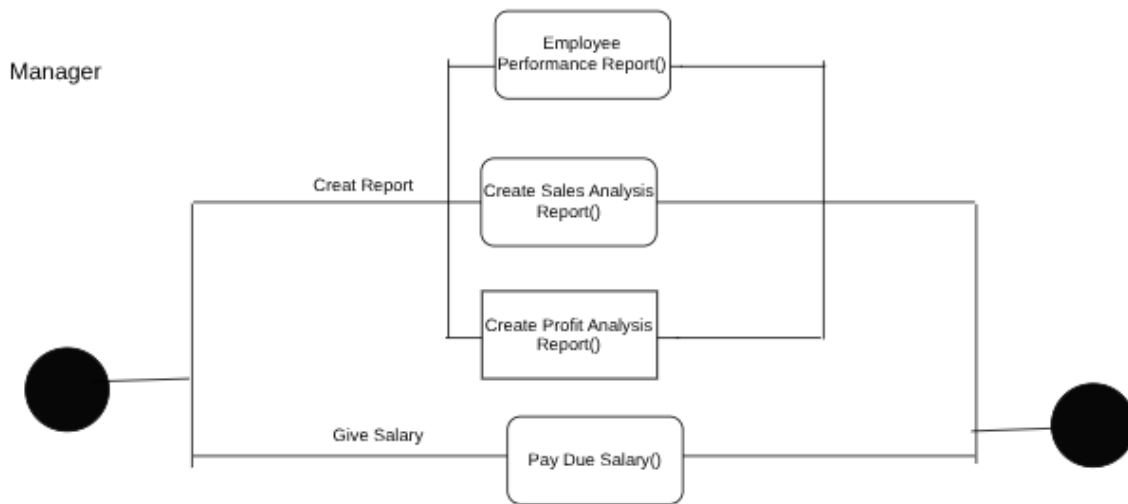 Manager
Employee
Performance Report()
Creat Report
Create Sales Analysis
Report()
Create Profit Analysis
Report()
Give Salary
Pay Due Salary()